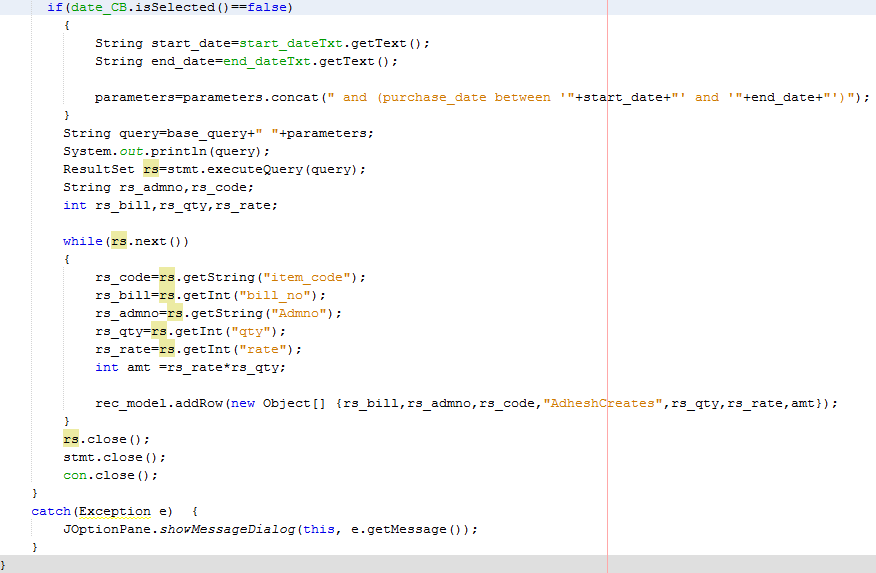 if(date_CB.isSelected()==false)
{
String start_date=start_dateTxt.getText();
String end_date=end_dateTxt.getText();
parameters=parameters.concat(" and (purchase_date between '"+start_date+"' and '"+end_date+"')");
}
String query=base_query+" "+parameters;
System.out.println(query);
ResultSet rs=stmt.executeQuery(query);
String rs_admno,rs_code;
int rs_bill,rs_qty,rs_rate;
while(rs.next())
{
rs_code=rs.getString("item_code");
rs_bill=rs.getInt("bill_no");
rs_admno=rs.getString("Admno");
rs_qty=rs.getInt("qty");
rs_rate=rs.getInt("rate");
int amt =rs_rate*rs_qty;
rec_model.addRow(new Object[] {rs_bill,rs_admno,rs_code,"AdheshCreates",rs_qty,rs_rate,amt});
}
rs.close();
stmt.close();
con.close();
}
catch(Exception e)  {
JOptionPane.showMessageDialog(this, e.getMessage());
}
}